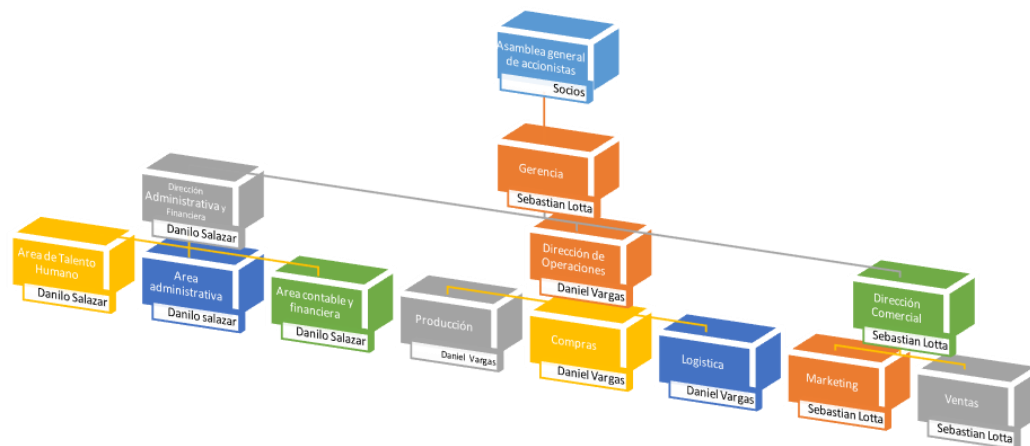 Asamblea general
de accionistas
Socios
Gerencia
Sebastian Lotta
Dirección
Administrativa y
Financiera
Danilo Salazar
Dirección de
Operaciones
Daniel Vargas
Dirección
Comercial
Sebastian Lotta
Area de Talento
Humano
Danilo Salazar
Area
administrativa
Danilo salazar
Area contable y
financiera
Danilo Salazar
Producción
Daniel Vargas
Compras
Daniel Vargas
Logistica
Daniel Vargas
Marketing
Sebastian Lotta
Ventas
Sebastian Lotta